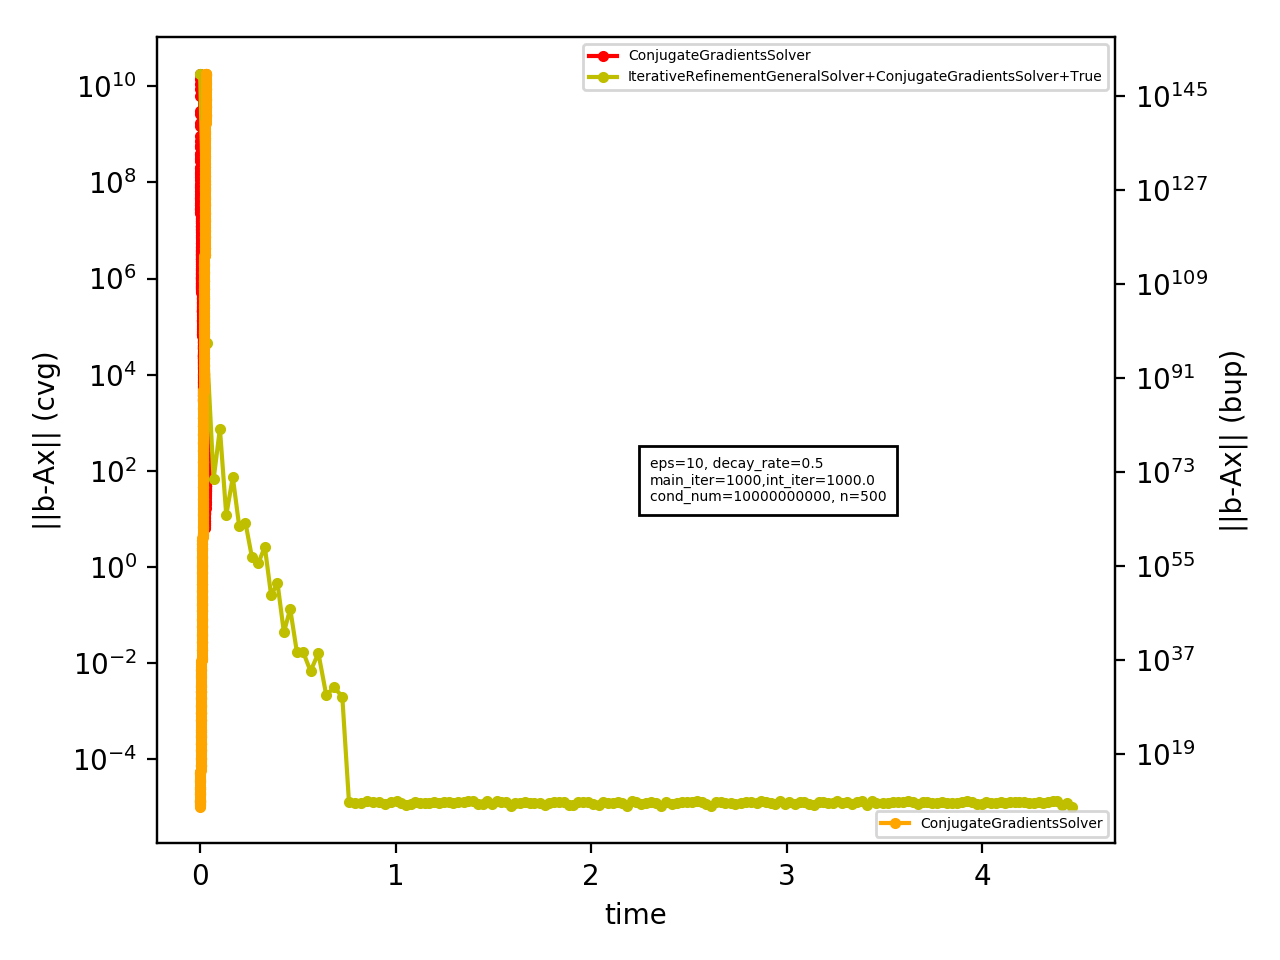 ConjugateGradientsSolver
IterativeRefinementGeneralSolver+ConjugateGradientsSolver+True
10^10
10^8
10^6
10^4
10^2
10^0
10^-2
10^-4
||b-Ax|| (cvg)
eps=10, decay_rate=0.5
main_iter=1000,int_iter=1000.0
cond_num=10000000000, n=500
10^145
10^127
10^109
10^91
10^73
10^55
10^37
10^19
||b-Ax|| (bup)
ConjugateGradientsSolver
0 1 2 3 4
time